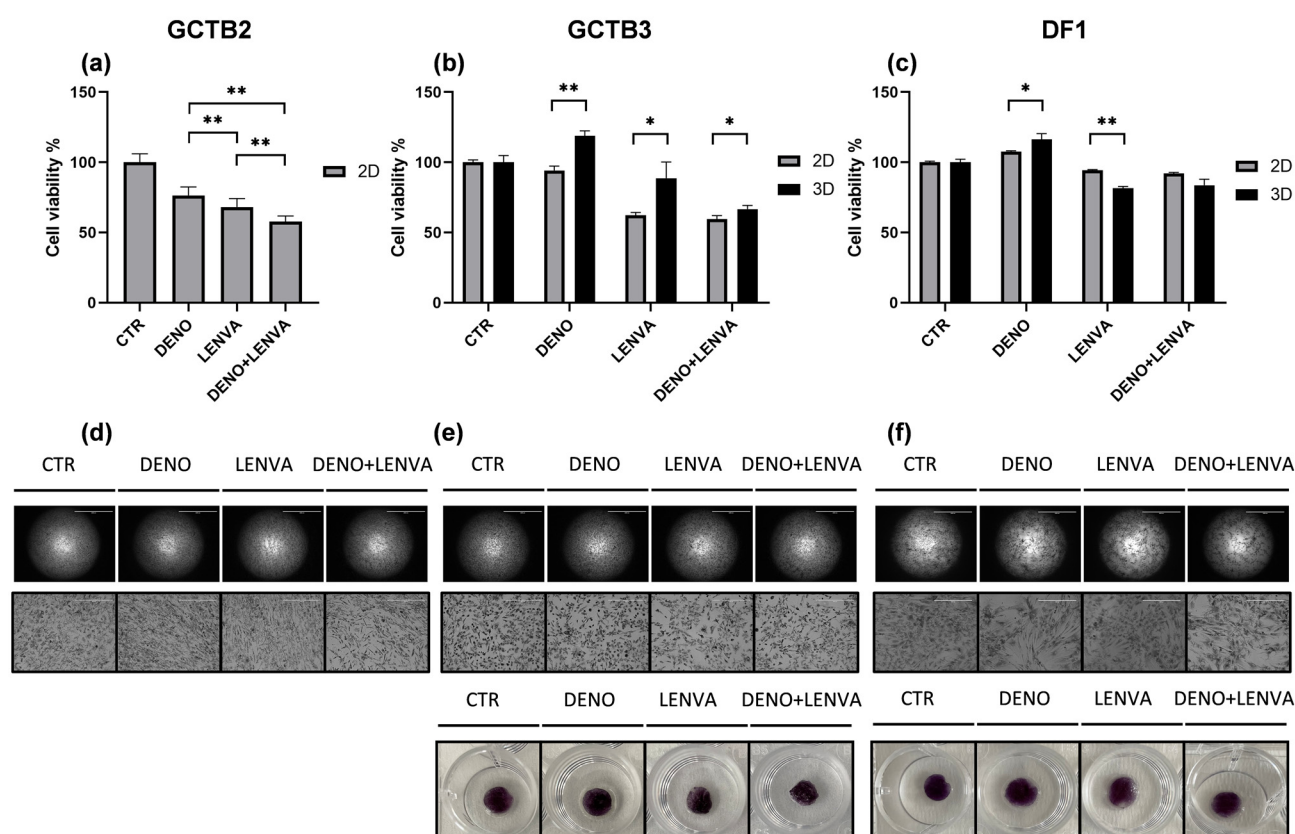 GCTB2 GCTB3 DF1
(a) (b) (c)
Cell viability %
150
100
50
0
** ** **
CTR DENO LENVA DENO+LENVA
2D
Cell viability %
150
100
50
0
** * *
CTR DENO LENVA DENO+LENVA
2D
3D
Cell viability %
150
100
50
0
* **
CTR DENO LENVA DENO+LENVA
2D
3D
(d) (e) (f)
CTR DENO LENVA DENO+LENVA CTR DENO LENVA DENO+LENVA CTR DENO LENVA DENO+LENVA
CTR DENO LENVA DENO+LENVA CTR DENO LENVA DENO+LENVA